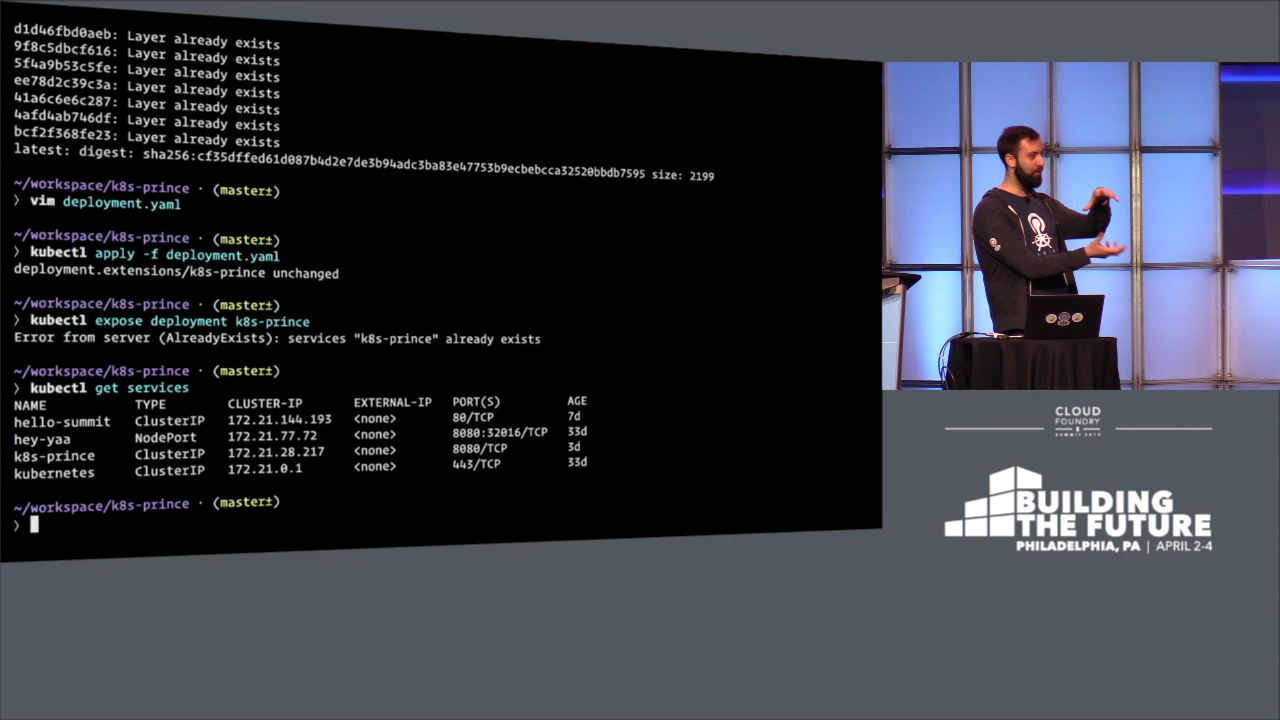 d1d46fbd0aeb: Layer already exists
9f8c5dbcf616: Layer already exists
5f4a9b53c5fe: Layer already exists
ee78d2c39c3a: Layer already exists
41a6c6e6c287: Layer already exists
4afd4ab746df: Layer already exists
bcf2f368fe23: Layer already exists
latest: digest: sha256:cf35dffed61d087b4d2e7de3b94adc3ba83e47753b9ecbebcca32520bbdb7595 size: 2199
~/workspace/k8s-prince · (master±)
❯ vim deployment.yaml
~/workspace/k8s-prince · (master±)
❯ kubectl apply -f deployment.yaml
deployment.extensions/k8s-prince unchanged
~/workspace/k8s-prince · (master±)
❯ kubectl expose deployment k8s-prince
Error from server (AlreadyExists): services "k8s-prince" already exists
~/workspace/k8s-prince · (master±)
❯ kubectl get services
NAME TYPE CLUSTER-IP EXTERNAL-IP PORT(S) AGE
hello-summit ClusterIP 172.21.144.193 <none> 80/TCP 7d
hey-yaa NodePort 172.21.77.72 <none> 8080:32016/TCP 33d
k8s-prince ClusterIP 172.21.28.217 <none> 8080/TCP 3d
kubernetes ClusterIP 172.21.0.1 <none> 443/TCP 33d
~/workspace/k8s-prince · (master±)
❯
CLOUD
FOUNDRY
SUMMIT 2019
BUILDING
THE FUTURE
PHILADELPHIA, PA | APRIL 2-4